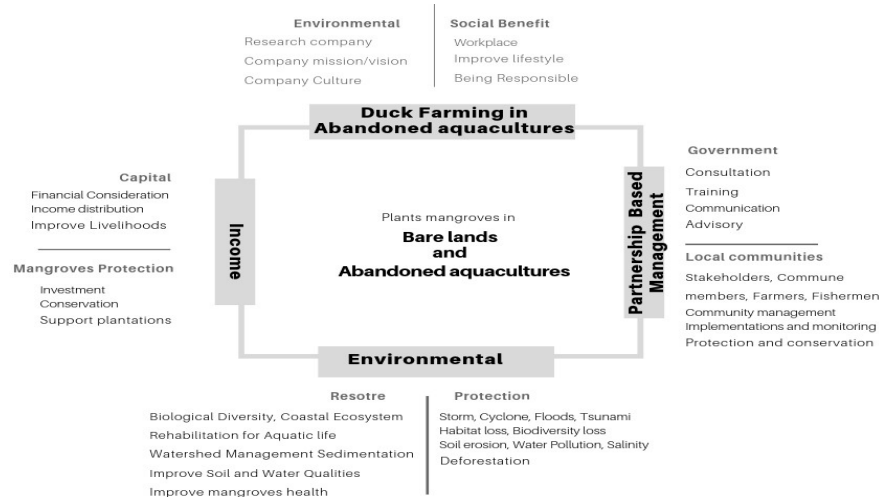 Environmental
Research company
Company mission/vision
Company Culture
Social Benefit
Workplace
Improve lifestyle
Being Responsible
Duck Farming in
Abandoned aquacultures
Capital
Financial Consideration
Income distribution
Improve Livelihoods
Mangroves Protection
Investment
Conservation
Support plantations
Income
Plants mangroves in
Bare lands
and
Abandoned aquacultures
Partnership Based
Management
Government
Consultation
Training
Communication
Advisory
Local communities
Stakeholders, Commune
members, Farmers, Fishermen
Community management
Implementations and monitoring
Protection and conservation
Environmental
Resotre
Biological Diversity, Coastal Ecosystem
Rehabilitation for Aquatic life
Watershed Management Sedimentation
Improve Soil and Water Qualities
Improve mangroves health
Protection
Storm, Cyclone, Floods, Tsunami
Habitat loss, Biodiversity loss
Soil erosion, Water Pollution, Salinity
Deforestation